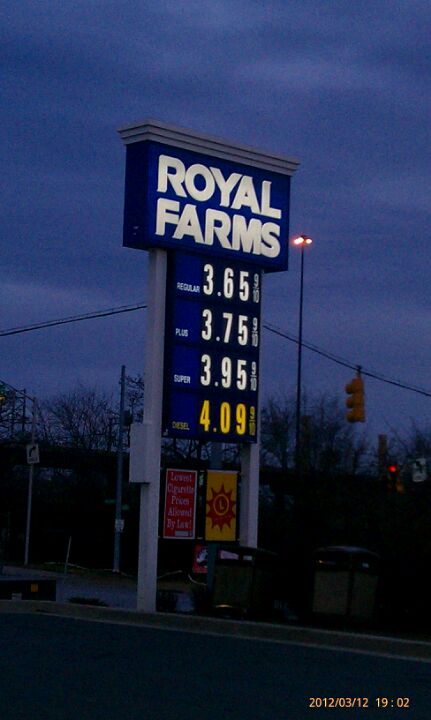 ROYAL
FARMS
REGULAR 3.65 9/10
PLUS 3.75 9/10
SUPER 3.95 9/10
DIESEL 4.09 9/10
Lowest
Cigarette
Prices
Allowed
By Law!
L
2012/03/12 19:02